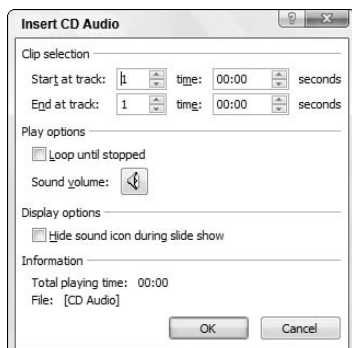 Insert CD Audio
Clip selection
Start at track: 1 time: 00:00 seconds
End at track: 1 time: 00:00 seconds
Play options
Loop until stopped
Sound volume:
Display options
Hide sound icon during slide show
Information
Total playing time: 00:00
File: [CD Audio]
OK Cancel